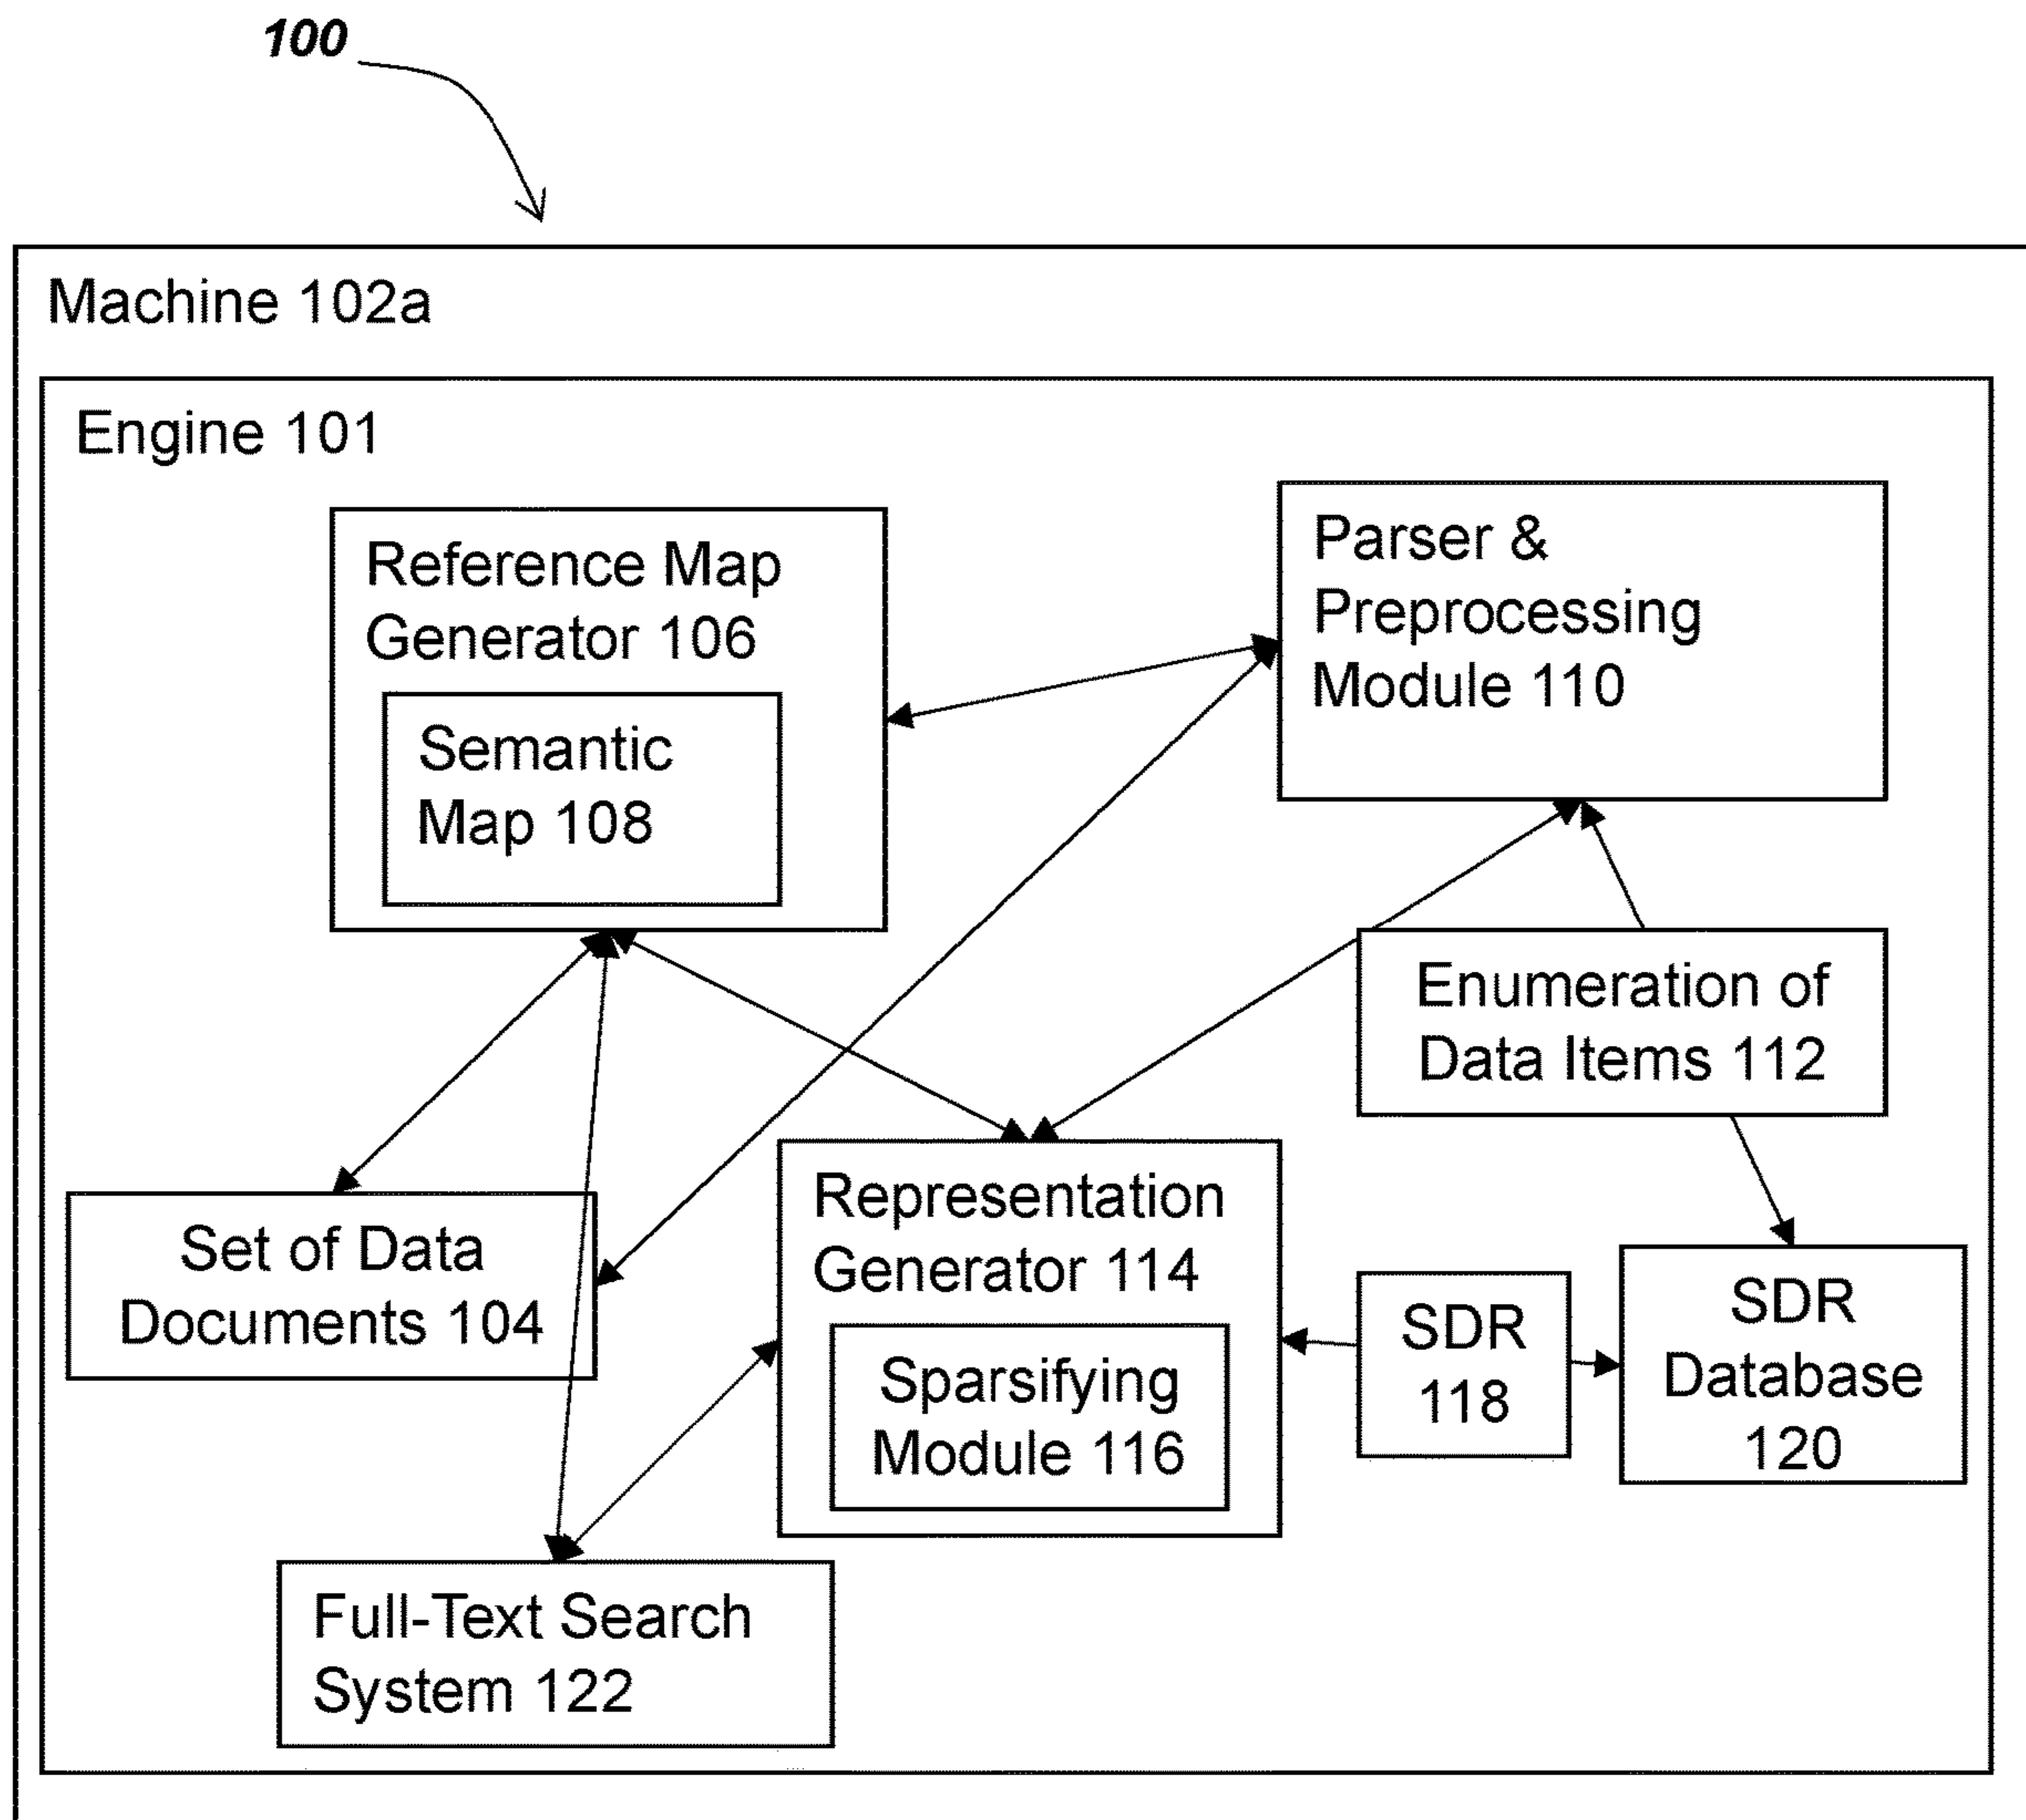 100
Machine 102a
Engine 101
Reference Map
Generator 106
Semantic
Map 108
Parser &
Preprocessing
Module 110
Enumeration of
Data Items 112
Set of Data
Documents 104
Representation
Generator 114
Sparsifying
Module 116
SDR
118
SDR
Database
120
Full-Text Search
System 122